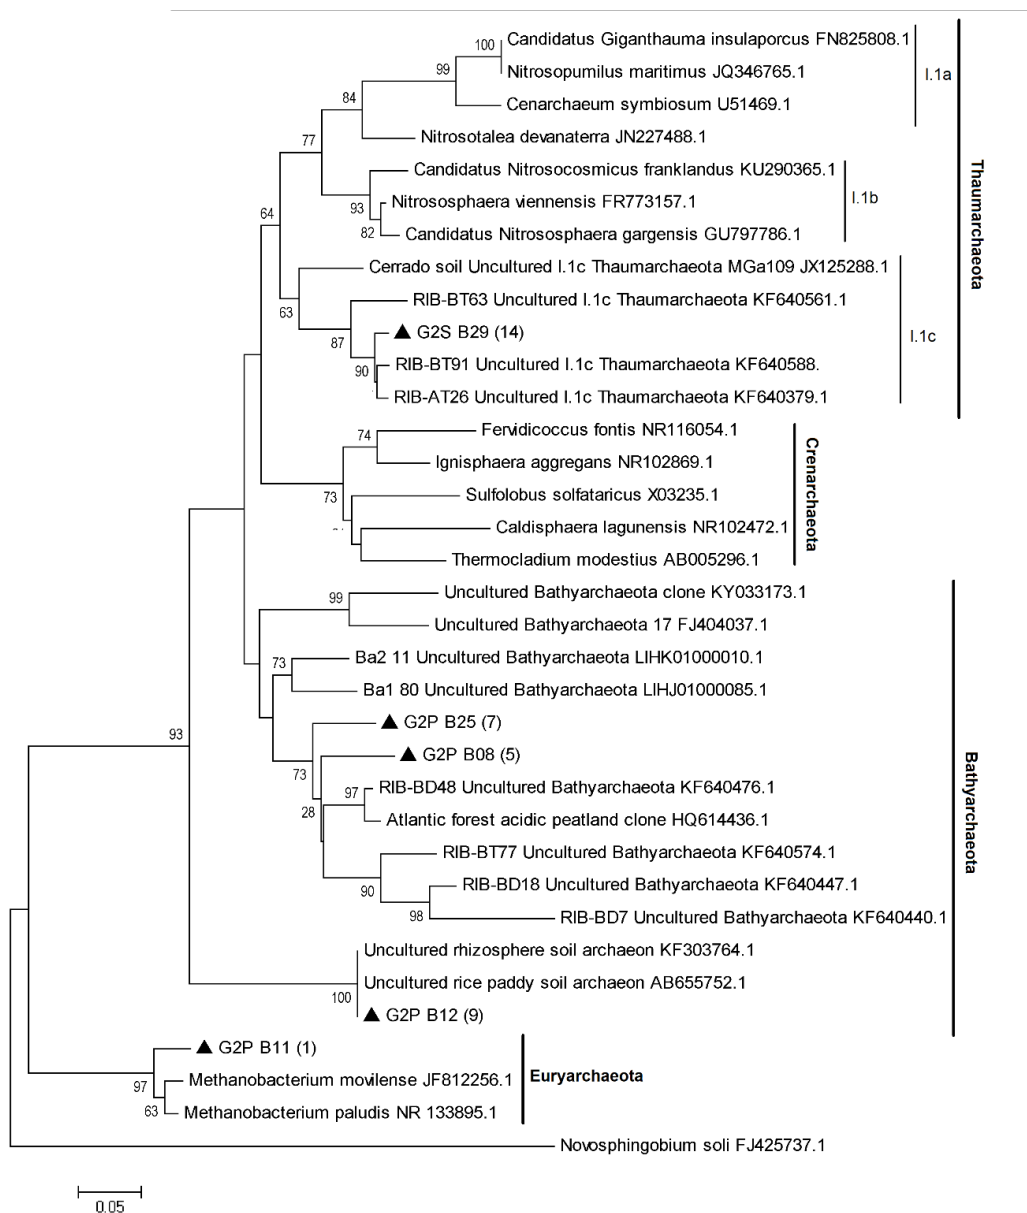 100
Candidatus Giganthauma insulaporcus FN825808.1
99
Nitrosopumilus maritimus JQ346765.1
I.1a
84
Cenarchaeum symbiosum U51469.1
77
Nitrosotalea devanaterra JN227488.1
Candidatus Nitrosocosmicus franklandus KU290365.1
93
Nitrososphaera viennensis FR773157.1
I.1b
64
82
Candidatus Nitrososphaera gargensis GU797786.1
Thaumarchaeota
Cerrado soil Uncultured I.1c Thaumarchaeota MGa109 JX125288.1
63
RIB-BT63 Uncultured I.1c Thaumarchaeota KF640561.1
87
▲ G2S B29 (14)
I.1c
90
RIB-BT91 Uncultured I.1c Thaumarchaeota KF640588.
RIB-AT26 Uncultured I.1c Thaumarchaeota KF640379.1
74
Fervidicoccus fontis NR116054.1
Ignisphaera aggregans NR102869.1
73
Sulfolobus solfataricus X03235.1
Crenarchaeota
Caldisphaera lagunensis NR102472.1
Thermocladium modestius AB005296.1
99
Uncultured Bathyarchaeota clone KY033173.1
Uncultured Bathyarchaeota 17 FJ404037.1
73
Ba2 11 Uncultured Bathyarchaeota LIHK01000010.1
Ba1 80 Uncultured Bathyarchaeota LIHJ01000085.1
93
▲ G2P B25 (7)
73
▲ G2P B08 (5)
97
RIB-BD48 Uncultured Bathyarchaeota KF640476.1
28
Atlantic forest acidic peatland clone HQ614436.1
Bathyarchaeota
RIB-BT77 Uncultured Bathyarchaeota KF640574.1
90
RIB-BD18 Uncultured Bathyarchaeota KF640447.1
98
RIB-BD7 Uncultured Bathyarchaeota KF640440.1
Uncultured rhizosphere soil archaeon KF303764.1
Uncultured rice paddy soil archaeon AB655752.1
100
▲ G2P B12 (9)
▲ G2P B11 (1)
97
Methanobacterium movilense JF812256.1
Euryarchaeota
63
Methanobacterium paludis NR 133895.1
Novosphingobium soli FJ425737.1
0.05